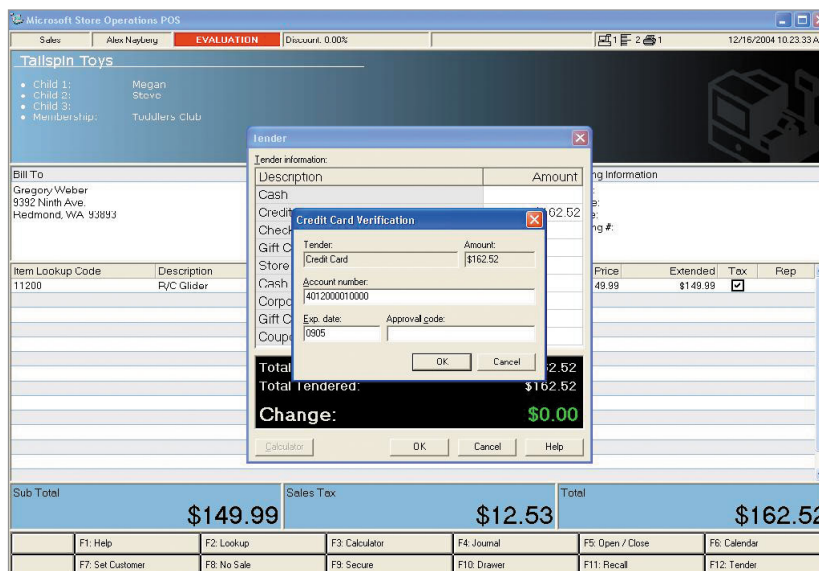 Microsoft Store Operations POS
Sales Alex Nayberg EVALUATION Discount: 0.00% 1 2 1 12/16/2004 10.23.33 A
Tailspin Toys
• Child 1: Megan
• Child 2: Steve
• Child 3:
• Membership: Toddlers Club
Bill To
Gregory Weber
9392 Ninth Ave.
Redmond, WA 93893
ng Information
ng #:
Item Lookup Code Description Price Extended Tax Rep
11200 R/C Glider 49.99 $149.99
Tender
Tender information:
Description Amount
Cash
Credit 62.52
Check
Gift C
Store
Cash
Corpo
Gift C
Coupo
Total 62.52
Total Tendered: $162.52
Change: $0.00
Calculator OK Cancel Help
Credit Card Verification
Tender: Amount:
Credit Card $162.52
Account number:
4012000010000
Exp. date: Approval code:
0905
OK Cancel
Sub Total Sales Tax Total
$149.99 $12.53 $162.52
F1: Help F2: Lookup F3: Calculator F4: Journal F5: Open / Close F6: Calendar
F7: Set Customer F8: No Sale F9: Secure F10: Drawer F11: Recall F12: Tender